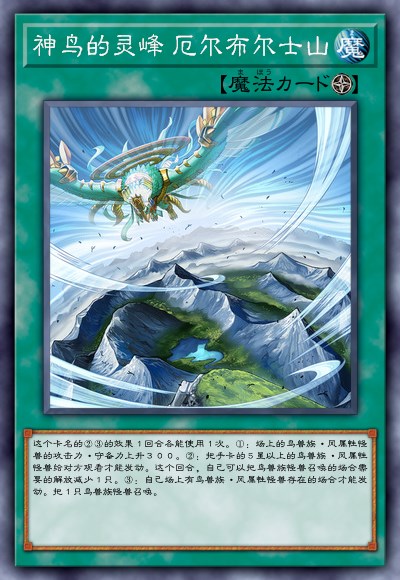 神鸟的灵峰 厄尔布尔士山
魔
【魔法カード】
まほう
这个卡名的②③的效果1回合各能使用1次。①：场上的鸟兽族·风属性怪
兽的攻击力·守备力上升300。②：把手卡的5星以上的鸟兽族·风属性
怪兽给对方观看才能发动。这个回合，自己可以把鸟兽族怪兽召唤的场合需
要的解放减少1只。③：自己场上有鸟兽族·风属性怪兽存在的场合才能发
动。把1只鸟兽族怪兽召唤。